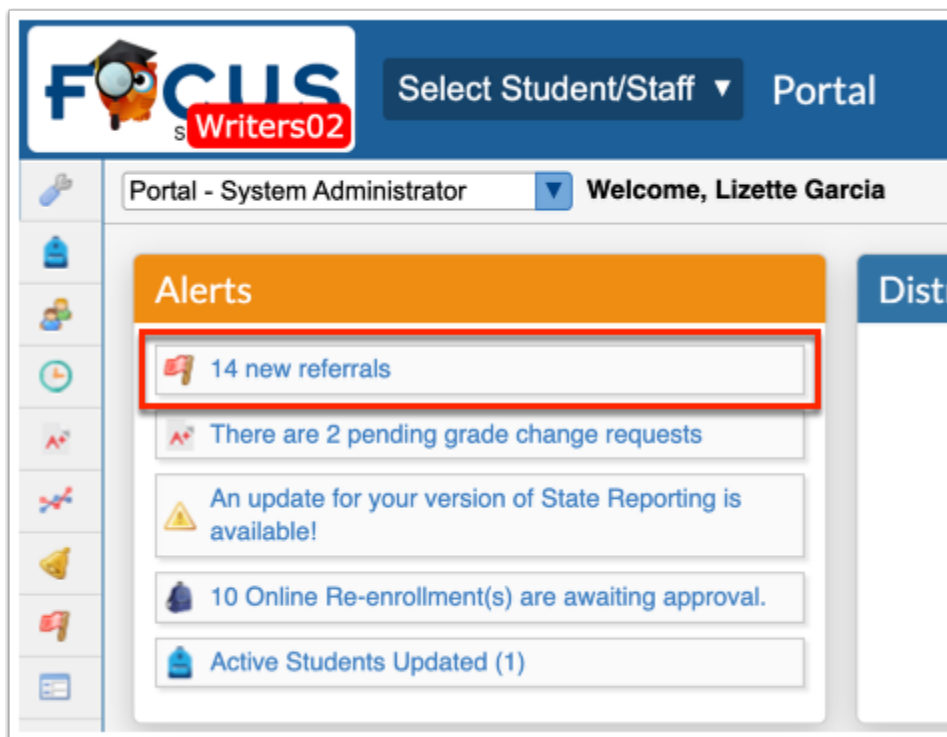 FOCUS
S
Writers02
Select Student/Staff
Portal
Portal - System Administrator
Welcome, Lizette Garcia
Alerts
Dist
14 new referrals
There are 2 pending grade change requests
An update for your version of State Reporting is
available!
10 Online Re-enrollment(s) are awaiting approval.
Active Students Updated (1)
A+
A+